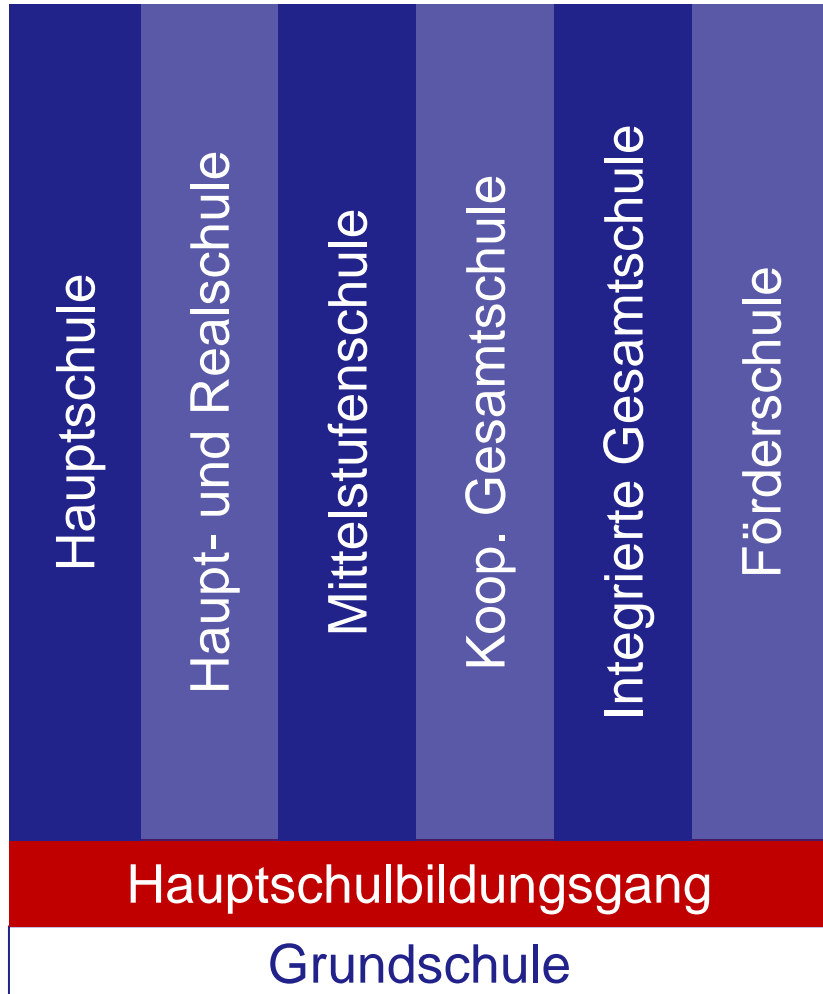 Hauptschule
Haupt- und Realschule
Mittelstufenschule
Koop. Gesamtschule
Integrierte Gesamtschule
Förderschule
Hauptschulbildungsgang
Grundschule